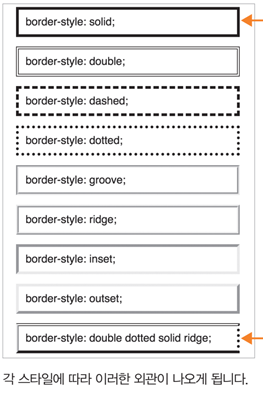 border-style: solid;
border-style: double;
border-style: dashed;
border-style: dotted;
border-style: groove;
border-style: ridge;
border-style: inset;
border-style: outset;
border-style: double dotted solid ridge;
각 스타일에 따라 이러한 외관이 나오게 됩니다.